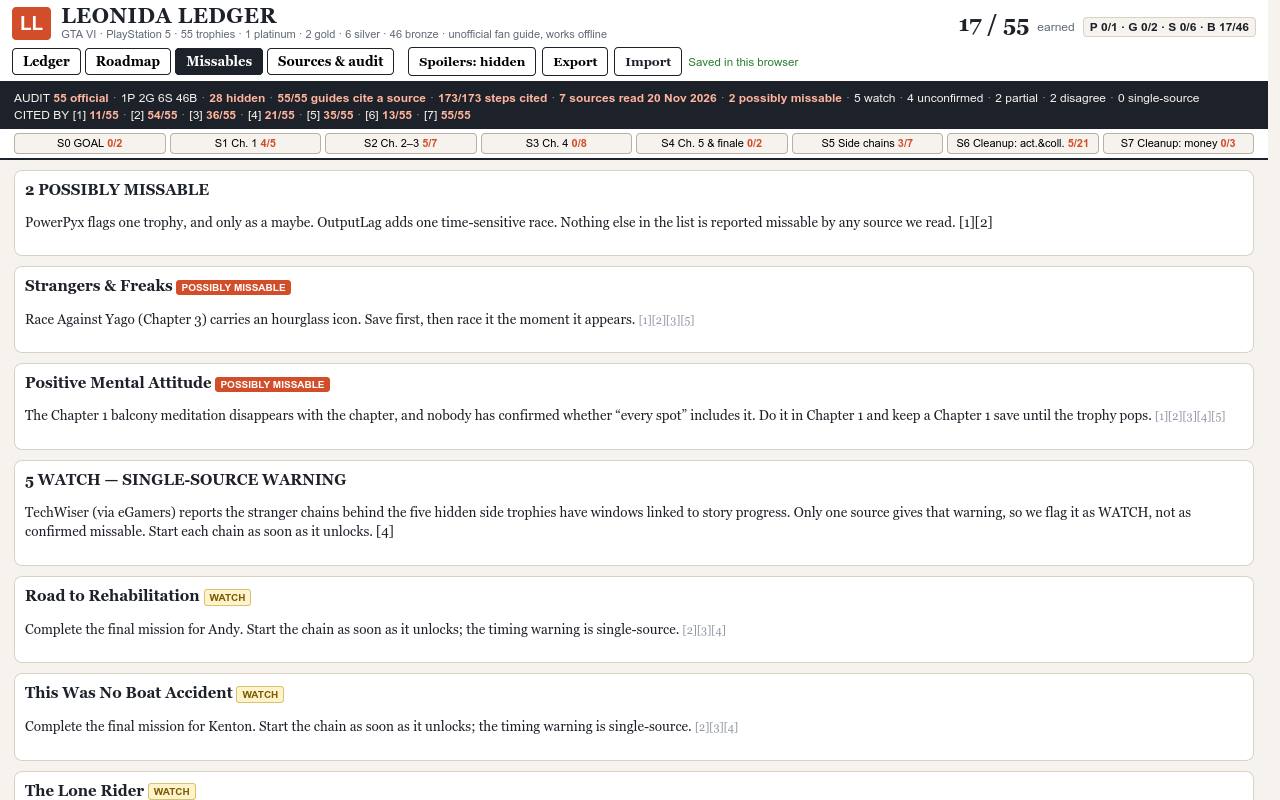 LL
LEONIDA LEDGER
GTA VI · PlayStation 5 · 55 trophies · 1 platinum · 2 gold · 6 silver · 46 bronze · unofficial fan guide, works offline
17 / 55 earned
P 0/1 · G 0/2 · S 0/6 · B 17/46
Ledger Roadmap Missables Sources & audit Spoilers: hidden Export Import Saved in this browser
AUDIT 55 official · 1P 2G 6S 46B · 28 hidden · 55/55 guides cite a source · 173/173 steps cited · 7 sources read 20 Nov 2026 · 2 possibly missable · 5 watch · 4 unconfirmed · 2 partial · 2 disagree · 0 single-source
CITED BY [1] 11/55 · [2] 54/55 · [3] 36/55 · [4] 21/55 · [5] 35/55 · [6] 13/55 · [7] 55/55
S0 GOAL 0/2 S1 Ch. 1 4/5 S2 Ch. 2–3 5/7 S3 Ch. 4 0/8 S4 Ch. 5 & finale 0/2 S5 Side chains 3/7 S6 Cleanup: act.&coll. 5/21 S7 Cleanup: money 0/3
2 POSSIBLY MISSABLE
PowerPyx flags one trophy, and only as a maybe. OutputLag adds one time-sensitive race. Nothing else in the list is reported missable by any source we read. [1][2]
Strangers & Freaks POSSIBLY MISSABLE
Race Against Yago (Chapter 3) carries an hourglass icon. Save first, then race it the moment it appears. [1][2][3][5]
Positive Mental Attitude POSSIBLY MISSABLE
The Chapter 1 balcony meditation disappears with the chapter, and nobody has confirmed whether “every spot” includes it. Do it in Chapter 1 and keep a Chapter 1 save until the trophy pops. [1][2][3][4][5]
5 WATCH — SINGLE-SOURCE WARNING
TechWiser (via eGamers) reports the stranger chains behind the five hidden side trophies have windows linked to story progress. Only one source gives that warning, so we flag it as WATCH, not as
confirmed missable. Start each chain as soon as it unlocks. [4]
Road to Rehabilitation WATCH
Complete the final mission for Andy. Start the chain as soon as it unlocks; the timing warning is single-source. [2][3][4]
This Was No Boat Accident WATCH
Complete the final mission for Kenton. Start the chain as soon as it unlocks; the timing warning is single-source. [2][3][4]
The Lone Rider WATCH